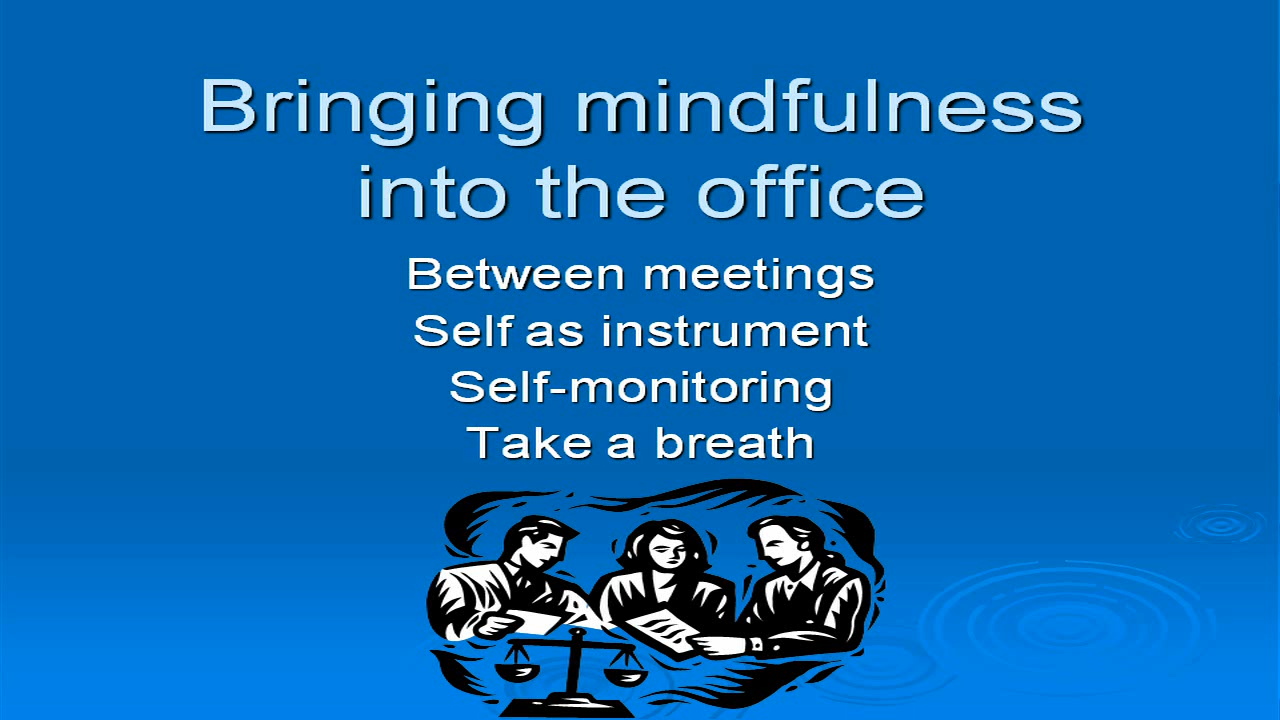 Bringing mindfulness
into the office
Between meetings
Self as instrument
Self-monitoring
Take a breath